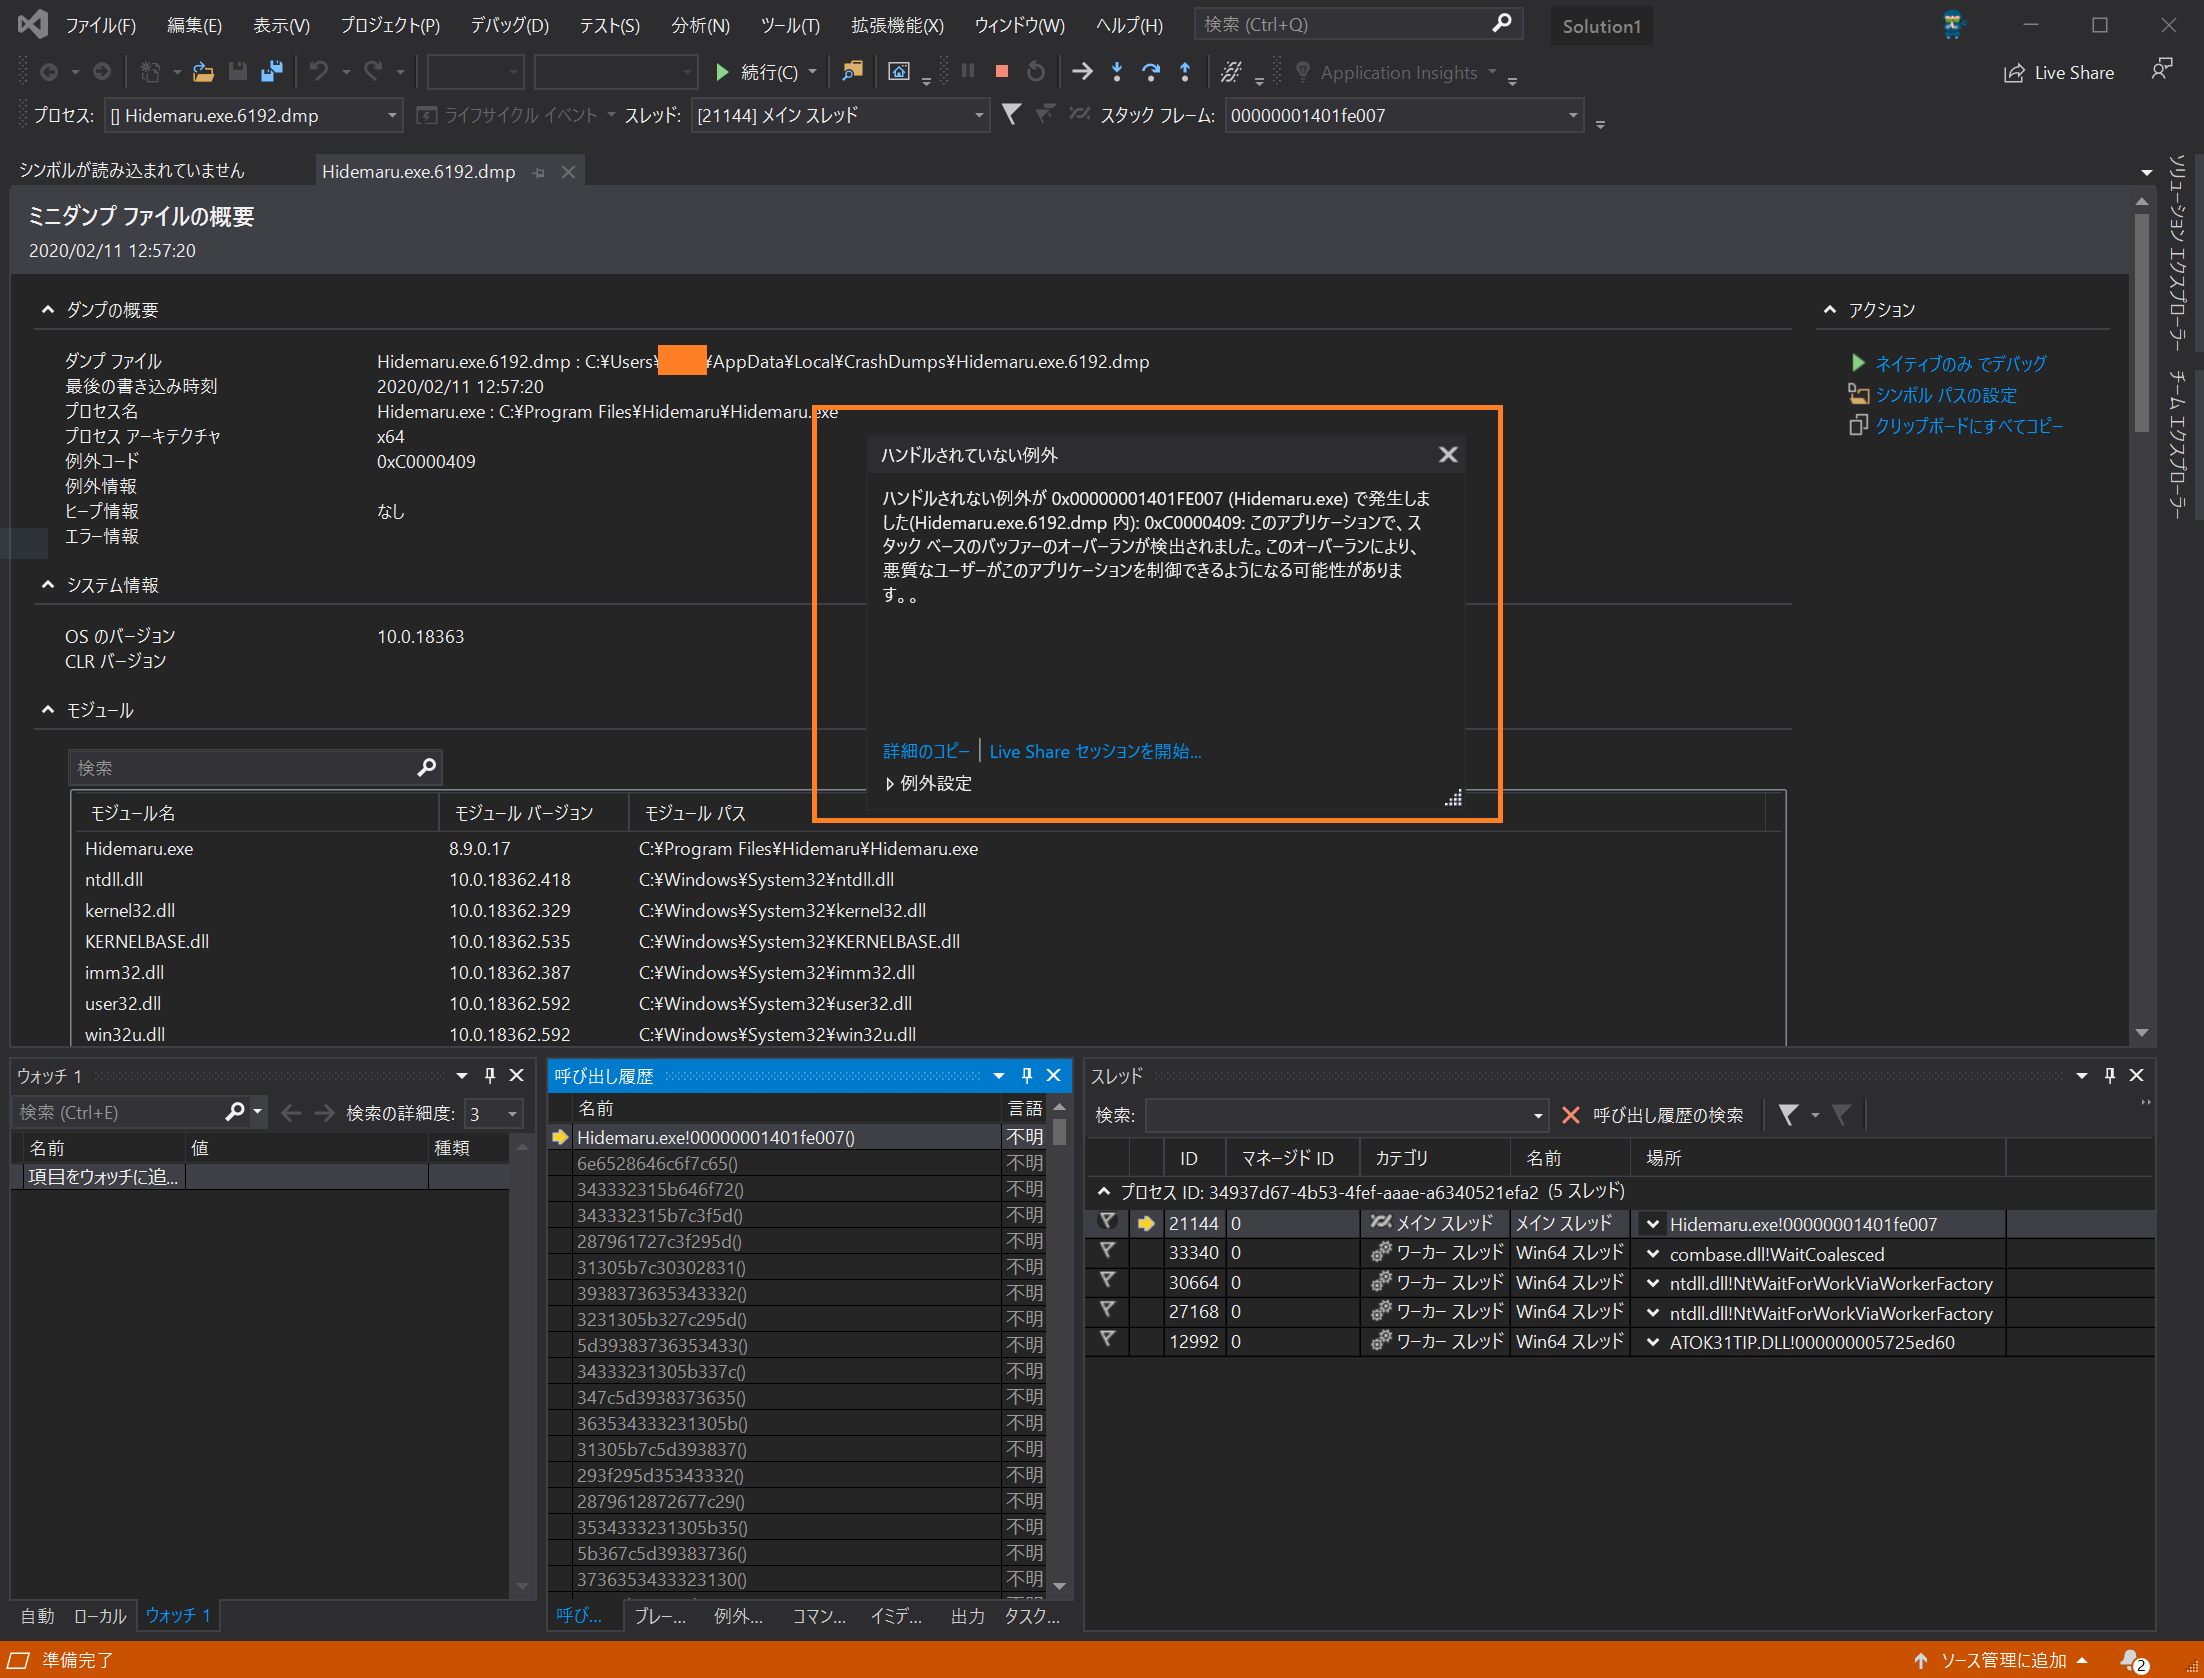 ファイル(F) 編集(E) 表示(V) プロジェクト(P) デバッグ(D) テスト(S) 分析(N) ツール(T) 拡張機能(X) ウィンドウ(W) ヘルプ(H) 検索 (Ctrl+Q) Solution1
続行(C) Application Insights Live Share
プロセス: [] Hidemaru.exe.6192.dmp ライフサイクル イベント スレッド: [21144] メイン スレッド スタック フレーム: 00000001401fe007
シンボルが読み込まれていません Hidemaru.exe.6192.dmp
ソリューション エクスプローラー
チーム エクスプローラー
ミニダンプ ファイルの概要
2020/02/11 12:57:20
ダンプの概要
ダンプ ファイル Hidemaru.exe.6192.dmp : C:¥Users¥ ¥AppData¥Local¥CrashDumps¥Hidemaru.exe.6192.dmp
最後の書き込み時刻 2020/02/11 12:57:20
プロセス名 Hidemaru.exe : C:¥Program Files¥Hidemaru¥Hidemaru.exe
プロセス アーキテクチャ x64
例外コード 0xC0000409
例外情報
ヒープ情報 なし
エラー情報
システム情報
OS のバージョン 10.0.18363
CLR バージョン
アクション
ネイティブのみ でデバッグ
シンボル パスの設定
クリップボードにすべてコピー
ハンドルされていない例外
ハンドルされない例外が 0x00000001401FE007 (Hidemaru.exe) で発生しま
した(Hidemaru.exe.6192.dmp 内): 0xC0000409: このアプリケーションで、ス
タック ベースのバッファーのオーバーランが検出されました。このオーバーランにより、
悪質なユーザーがこのアプリケーションを制御できるようになる可能性がありま
す。。
詳細のコピー Live Share セッションを開始...
例外設定
モジュール
検索
モジュール名 モジュール バージョン モジュール パス
Hidemaru.exe 8.9.0.17 C:¥Program Files¥Hidemaru¥Hidemaru.exe
ntdll.dll 10.0.18362.418 C:¥Windows¥System32¥ntdll.dll
kernel32.dll 10.0.18362.329 C:¥Windows¥System32¥kernel32.dll
KERNELBASE.dll 10.0.18362.535 C:¥Windows¥System32¥KERNELBASE.dll
imm32.dll 10.0.18362.387 C:¥Windows¥System32¥imm32.dll
user32.dll 10.0.18362.592 C:¥Windows¥System32¥user32.dll
win32u.dll 10.0.18362.592 C:¥Windows¥System32¥win32u.dll
ウォッチ 1
検索 (Ctrl+E) 検索の詳細度: 3
名前 値 種類
項目をウォッチに追...
自動 ローカル ウォッチ 1
呼び出し履歴
名前 言語
Hidemaru.exe!00000001401fe007() 不明
6e6528646c6f7c65() 不明
343332315b646f72() 不明
343332315b7c3f5d() 不明
287961727c3f295d() 不明
31305b7c30302831() 不明
3938373635343332() 不明
3231305b327c295d() 不明
5d39383736353433() 不明
34333231305b337c() 不明
347c5d3938373635() 不明
363534333231305b() 不明
31305b7c5d393837() 不明
293f295d35343332() 不明
2879612872677c29() 不明
3534333231305b35() 不明
5b367c5d39383736() 不明
3736353433323130() 不明
呼び... ブレー... 例外... コマン... イミデ... 出力 タスク...
スレッド
検索: 呼び出し履歴の検索
ID マネージド ID カテゴリ 名前 場所
プロセス ID: 34937d67-4b53-4fef-aaae-a6340521efa2 (5 スレッド)
21144 0 メイン スレッド メイン スレッド Hidemaru.exe!00000001401fe007
33340 0 ワーカー スレッド Win64 スレッド combase.dll!WaitCoalesced
30664 0 ワーカー スレッド Win64 スレッド ntdll.dll!NtWaitForWorkViaWorkerFactory
27168 0 ワーカー スレッド Win64 スレッド ntdll.dll!NtWaitForWorkViaWorkerFactory
12992 0 ワーカー スレッド Win64 スレッド ATOK31TIP.DLL!000000005725ed60
準備完了 ソース管理に追加 2